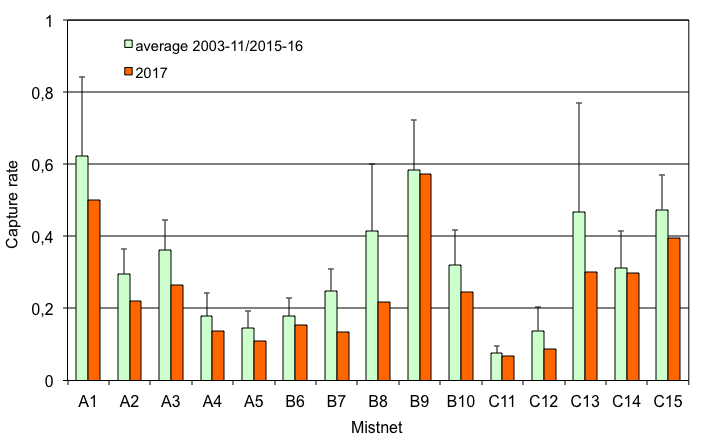 1
average 2003-11/2015-16
2017
0,8
0,6
0,4
0,2
0
Capture rate
A1 A2 A3 A4 A5 B6 B7 B8 B9 B10 C11 C12 C13 C14 C15
Mistnet